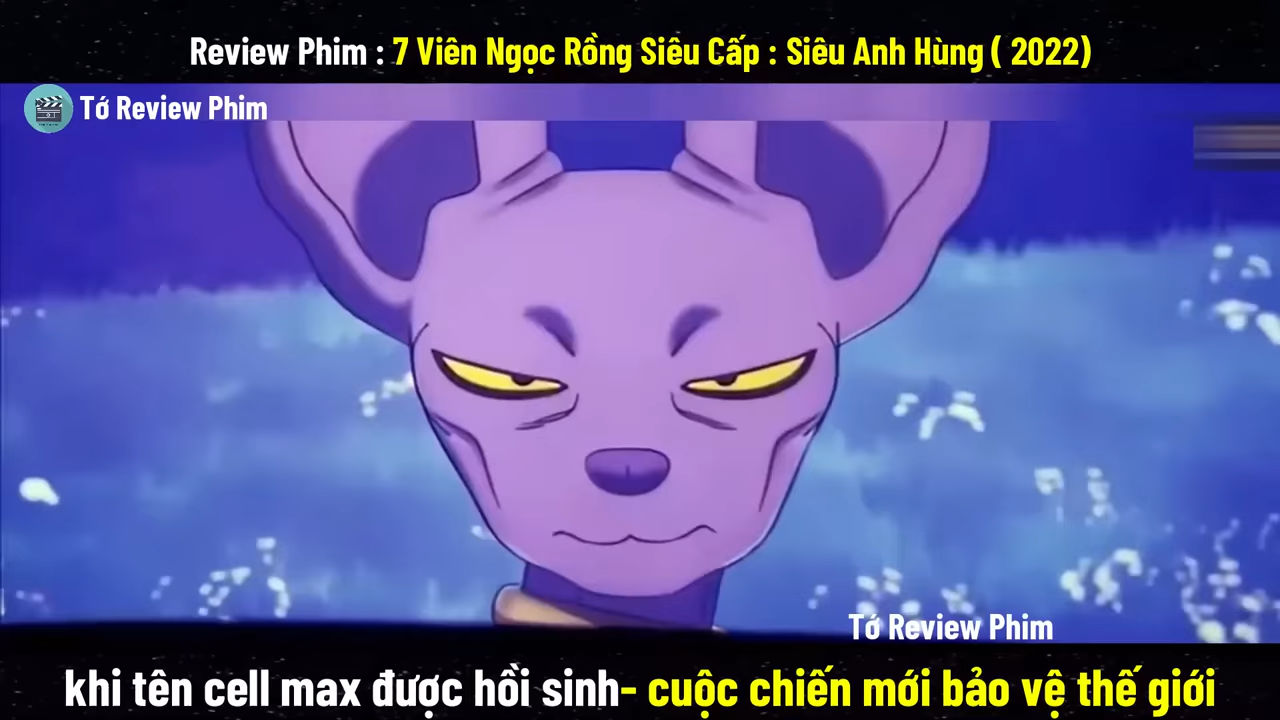 Review Phim : 7 Viên Ngọc Rồng Siêu Cấp : Siêu Anh Hùng ( 2022)
Tớ Review Phim
Tớ Review Phim
khi tên cell max được hồi sinh- cuộc chiến mới bảo vệ thế giới